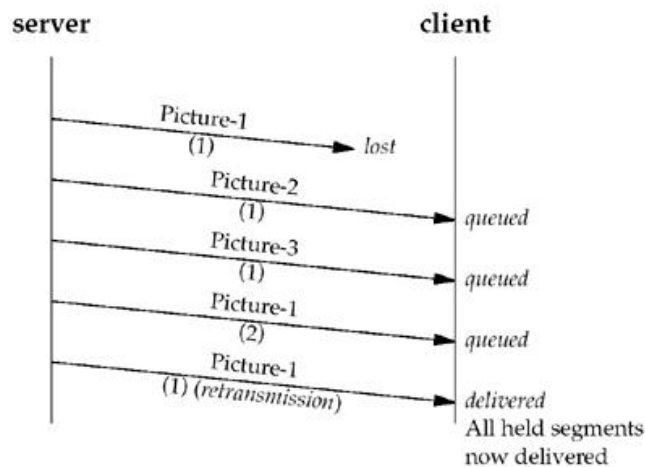 server client
Picture-1
(1) lost
Picture-2
(1) queued
Picture-3
(1) queued
Picture-1
(2) queued
Picture-1
(1) (retransmission) delivered
All held segments
now delivered